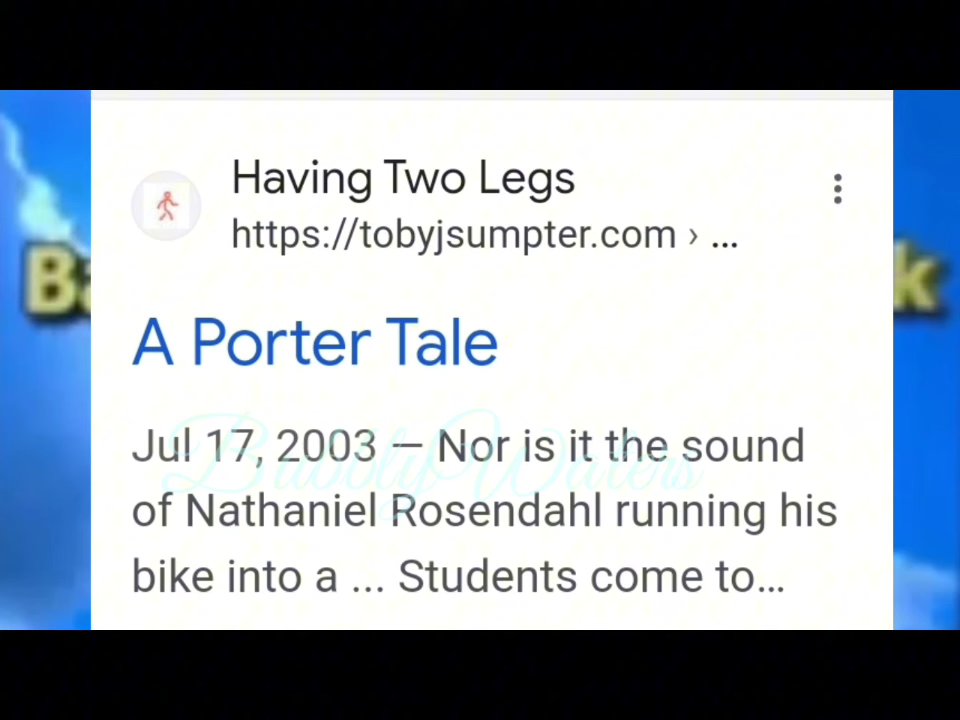 Having Two Legs
https://tobyjsumpter.com › ...
A Porter Tale
Jul 17, 2003 — Nor is it the sound
of Nathaniel Rosendahl running his
bike into a ... Students come to...
BubblyWaters